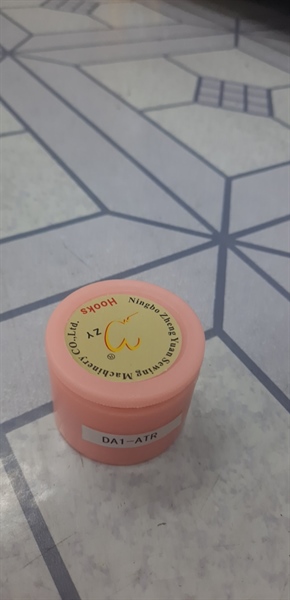 Ningbo Zheng Yuan Sewing Machinery CO.,Ltd.
Hooks
ZY
®
DA1-ATR